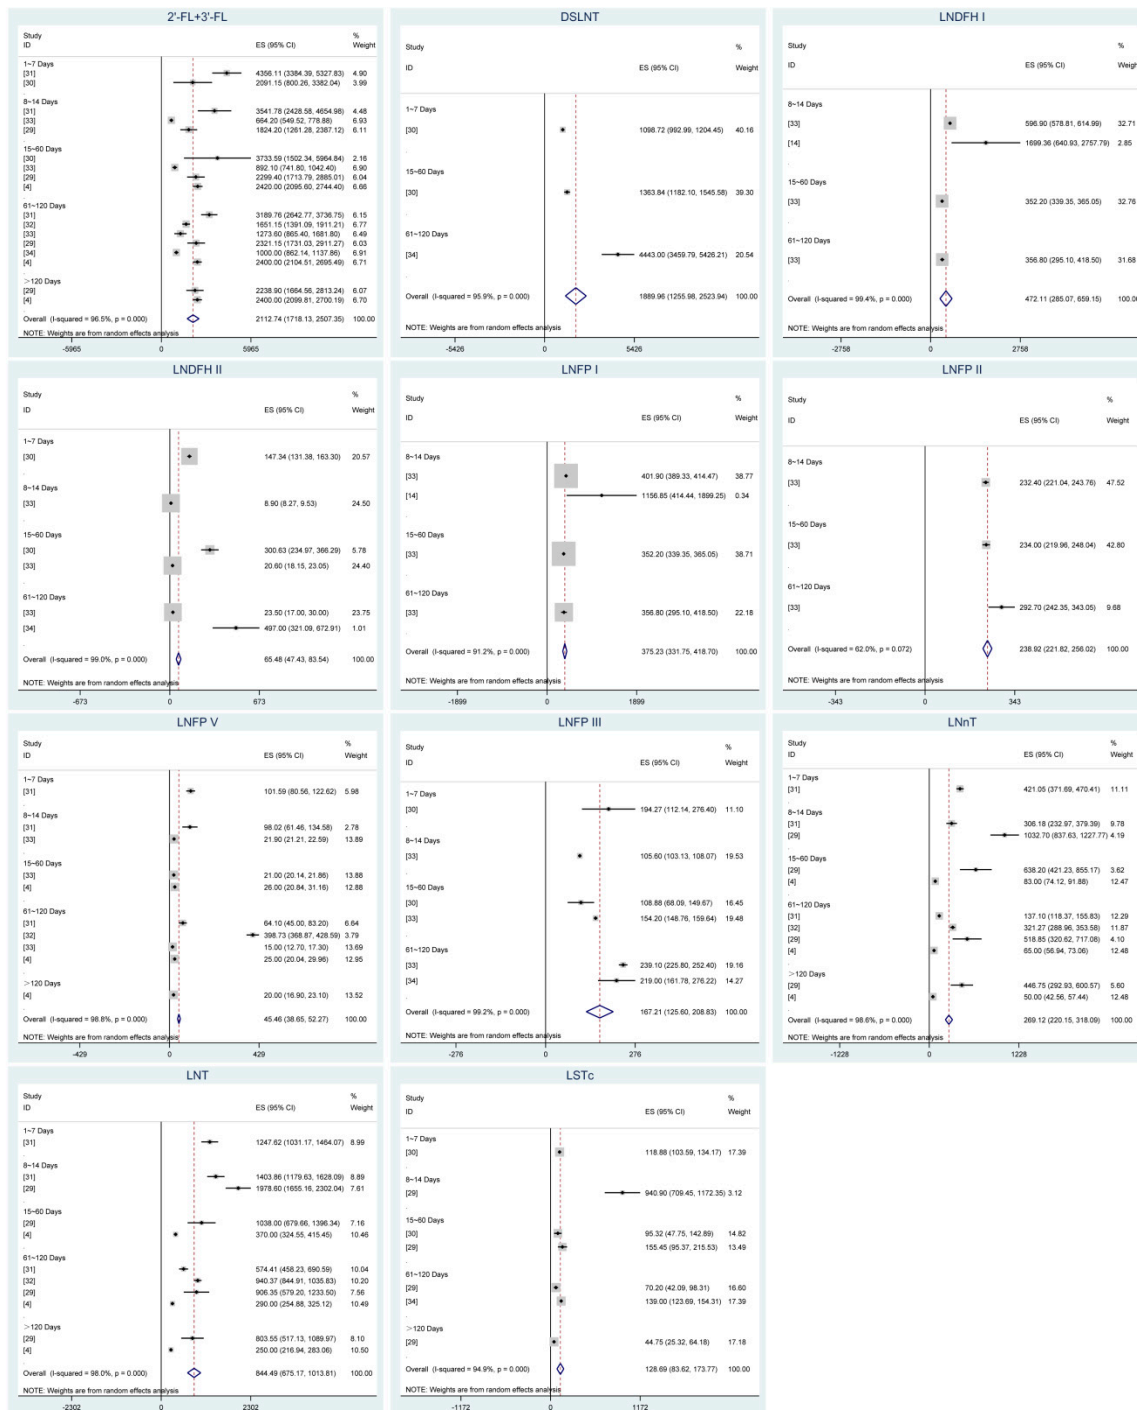 2'-FL+3'-FL
Study
%
ID
ES (95% CI)
Weight
1~7 Days
[31]
4356.11 (3384.39, 5327.83) 4.90
[30]
2091.15 (800.26, 3382.04) 3.99
8~14 Days
[31]
3541.78 (2428.58, 4654.98) 4.48
[33]
664.20 (549.52, 778.88) 6.93
[29]
1824.20 (1261.28, 2387.12) 6.11
15~60 Days
[30]
3733.59 (1502.34, 5964.84) 2.16
[33]
892.10 (741.80, 1042.40) 6.90
[29]
2299.40 (1713.79, 2885.01) 6.04
[4]
2420.00 (2095.60, 2744.40) 6.66
61~120 Days
[31]
3189.76 (2642.77, 3736.75) 6.15
[32]
1651.15 (1391.09, 1911.21) 6.77
[33]
1273.60 (865.40, 1681.80) 6.49
[29]
2321.15 (1731.03, 2911.27) 6.03
[34]
1000.00 (862.14, 1137.86) 6.91
[4]
2400.00 (2104.51, 2695.49) 6.71
>120 Days
[29]
2238.90 (1664.56, 2813.24) 6.07
[4]
2400.00 (2099.81, 2700.19) 6.70
Overall (I-squared = 96.5%, p = 0.000)
2112.74 (1718.13, 2507.35) 100.00
NOTE: Weights are from random effects analysis
-5965 0 5965
DSLNT
Study
%
ID
ES (95% CI)
Weight
1~7 Days
[30]
1098.72 (992.99, 1204.45) 40.16
15~60 Days
[30]
1363.84 (1182.10, 1545.58) 39.30
61~120 Days
[34]
4443.00 (3459.79, 5426.21) 20.54
Overall (I-squared = 95.9%, p = 0.000)
1889.96 (1255.98, 2523.94) 100.00
NOTE: Weights are from random effects analysis
-5426 0 5426
LNDFH I
Study
%
ID
ES (95% CI)
Weight
8~14 Days
[33]
596.90 (578.81, 614.99) 32.71
[14]
1699.36 (640.93, 2757.79) 2.85
15~60 Days
[33]
352.20 (339.35, 365.05) 32.76
61~120 Days
[33]
356.80 (295.10, 418.50) 31.68
Overall (I-squared = 99.4%, p = 0.000)
472.11 (285.07, 659.15) 100.00
NOTE: Weights are from random effects analysis
-2758 0 2758
LNDFH II
Study
%
ID
ES (95% CI)
Weight
1~7 Days
[30]
147.34 (131.38, 163.30) 20.57
8~14 Days
[33]
8.90 (8.27, 9.53) 24.50
15~60 Days
[30]
300.63 (234.97, 366.29) 5.78
[33]
20.60 (18.15, 23.05) 24.40
61~120 Days
[33]
23.50 (17.00, 30.00) 23.75
[34]
497.00 (321.09, 672.91) 1.01
Overall (I-squared = 99.0%, p = 0.000)
65.48 (47.43, 83.54) 100.00
NOTE: Weights are from random effects analysis
-673 0 673
LNFP I
Study
%
ID
ES (95% CI)
Weight
8~14 Days
[33]
401.90 (389.33, 414.47) 38.77
[14]
1156.85 (414.44, 1899.25) 0.34
15~60 Days
[33]
352.20 (339.35, 365.05) 38.71
61~120 Days
[33]
356.80 (295.10, 418.50) 22.18
Overall (I-squared = 91.2%, p = 0.000)
375.23 (331.75, 418.70) 100.00
NOTE: Weights are from random effects analysis
-1899 0 1899
LNFP II
Study
%
ID
ES (95% CI)
Weight
8~14 Days
[33]
232.40 (221.04, 243.76) 47.52
15~60 Days
[33]
234.00 (219.96, 248.04) 42.80
61~120 Days
[33]
292.70 (242.35, 343.05) 9.68
Overall (I-squared = 62.0%, p = 0.072)
238.92 (221.82, 256.02) 100.00
NOTE: Weights are from random effects analysis
-343 0 343
LNFP V
Study
%
ID
ES (95% CI)
Weight
1~7 Days
[31]
101.59 (80.56, 122.62) 5.98
8~14 Days
[31]
98.02 (61.46, 134.58) 2.78
[33]
21.90 (21.21, 22.59) 13.89
15~60 Days
[33]
21.00 (20.14, 21.86) 13.88
[4]
26.00 (20.84, 31.16) 12.88
61~120 Days
[31]
64.10 (45.00, 83.20) 6.64
[32]
398.73 (368.87, 428.59) 3.79
[33]
15.00 (12.70, 17.30) 13.69
[4]
25.00 (20.04, 29.96) 12.95
>120 Days
[4]
20.00 (16.90, 23.10) 13.52
Overall (I-squared = 98.8%, p = 0.000)
45.46 (38.65, 52.27) 100.00
NOTE: Weights are from random effects analysis
-429 0 429
LNFP III
Study
%
ID
ES (95% CI)
Weight
1~7 Days
[30]
194.27 (112.14, 276.40) 11.10
8~14 Days
[33]
105.60 (103.13, 108.07) 19.53
15~60 Days
[30]
108.88 (68.09, 149.67) 16.45
[33]
154.20 (148.76, 159.64) 19.48
61~120 Days
[33]
239.10 (225.80, 252.40) 19.16
[34]
219.00 (161.78, 276.22) 14.27
Overall (I-squared = 99.2%, p = 0.000)
167.21 (125.60, 208.83) 100.00
NOTE: Weights are from random effects analysis
-276 0 276
LNnT
Study
%
ID
ES (95% CI)
Weight
1~7 Days
[31]
421.05 (371.69, 470.41) 11.11
8~14 Days
[31]
306.18 (232.97, 379.39) 9.78
[29]
1032.70 (837.63, 1227.77) 4.19
15~60 Days
[29]
638.20 (421.23, 855.17) 3.62
[4]
83.00 (74.12, 91.88) 12.47
61~120 Days
[31]
137.10 (118.37, 155.83) 12.29
[32]
321.27 (288.96, 353.58) 11.87
[29]
518.85 (320.62, 717.08) 4.10
[4]
65.00 (56.94, 73.06) 12.48
>120 Days
[29]
446.75 (292.93, 600.57) 5.60
[4]
50.00 (42.56, 57.44) 12.48
Overall (I-squared = 98.6%, p = 0.000)
269.12 (220.15, 318.09) 100.00
NOTE: Weights are from random effects analysis
-1228 0 1228
LNT
Study
%
ID
ES (95% CI)
Weight
1~7 Days
[31]
1247.62 (1031.17, 1464.07) 8.99
8~14 Days
[31]
1403.86 (1179.63, 1628.09) 8.89
[29]
1978.60 (1655.16, 2302.04) 7.61
15~60 Days
[29]
1038.00 (679.66, 1396.34) 7.16
[4]
370.00 (324.55, 415.45) 10.46
61~120 Days
[31]
574.41 (458.23, 690.59) 10.04
[32]
940.37 (844.91, 1035.83) 10.20
[29]
906.35 (579.20, 1233.50) 7.56
[4]
290.00 (254.88, 325.12) 10.49
>120 Days
[29]
803.55 (517.13, 1089.97) 8.10
[4]
250.00 (216.94, 283.06) 10.50
Overall (I-squared = 98.0%, p = 0.000)
844.49 (675.17, 1013.81) 100.00
NOTE: Weights are from random effects analysis
-2302 0 2302
LSTc
Study
%
ID
ES (95% CI)
Weight
1~7 Days
[30]
118.88 (103.59, 134.17) 17.39
8~14 Days
[29]
940.90 (709.45, 1172.35) 3.12
15~60 Days
[30]
95.32 (47.75, 142.89) 14.82
[29]
155.45 (95.37, 215.53) 13.49
61~120 Days
[29]
70.20 (42.09, 98.31) 16.60
[34]
139.00 (123.69, 154.31) 17.39
>120 Days
[29]
44.75 (25.32, 64.18) 17.18
Overall (I-squared = 94.9%, p = 0.000)
128.69 (83.62, 173.77) 100.00
NOTE: Weights are from random effects analysis
-1172 0 1172